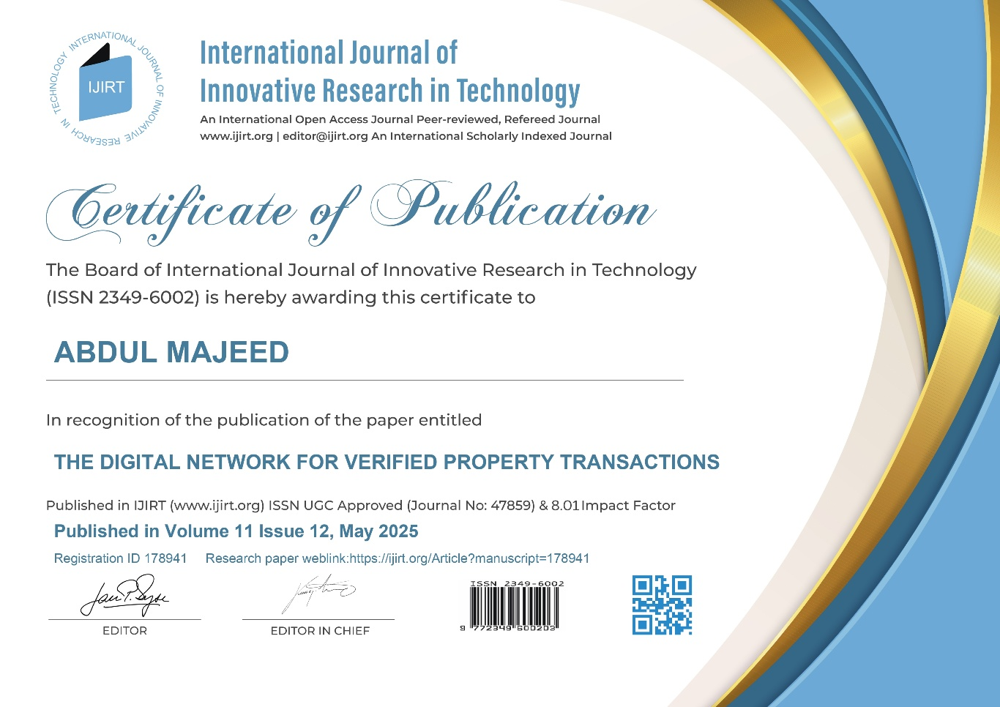 INTERNATIONAL JOURNAL OF INNOVATIVE RESEARCH IN TECHNOLOGY
IJIRT
International Journal of
Innovative Research in Technology
An International Open Access Journal Peer-reviewed, Refereed Journal
www.ijirt.org | editor@ijirt.org An International Scholarly Indexed Journal
Certificate of Publication
The Board of International Journal of Innovative Research in Technology
(ISSN 2349-6002) is hereby awarding this certificate to
ABDUL MAJEED
In recognition of the publication of the paper entitled
THE DIGITAL NETWORK FOR VERIFIED PROPERTY TRANSACTIONS
Published in IJIRT (www.ijirt.org) ISSN UGC Approved (Journal No: 47859) & 8.01Impact Factor
Published in Volume 11 Issue 12, May 2025
Registration ID 178941 Research paper weblink:https://ijirt.org/Article?manuscript=178941
ISSN 2349-6002
9 772349 600203
EDITOR
EDITOR IN CHIEF